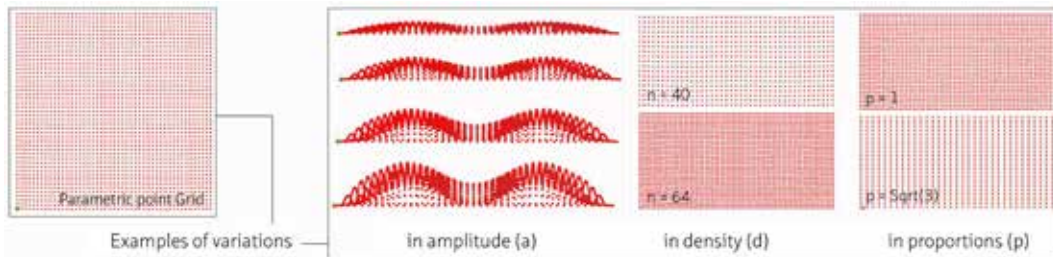 Parametric point Grid
Examples of variations
in amplitude (a)
n = 40
n = 64
in density (d)
p = 1
p = Sqrt(3)
in proportions (p)